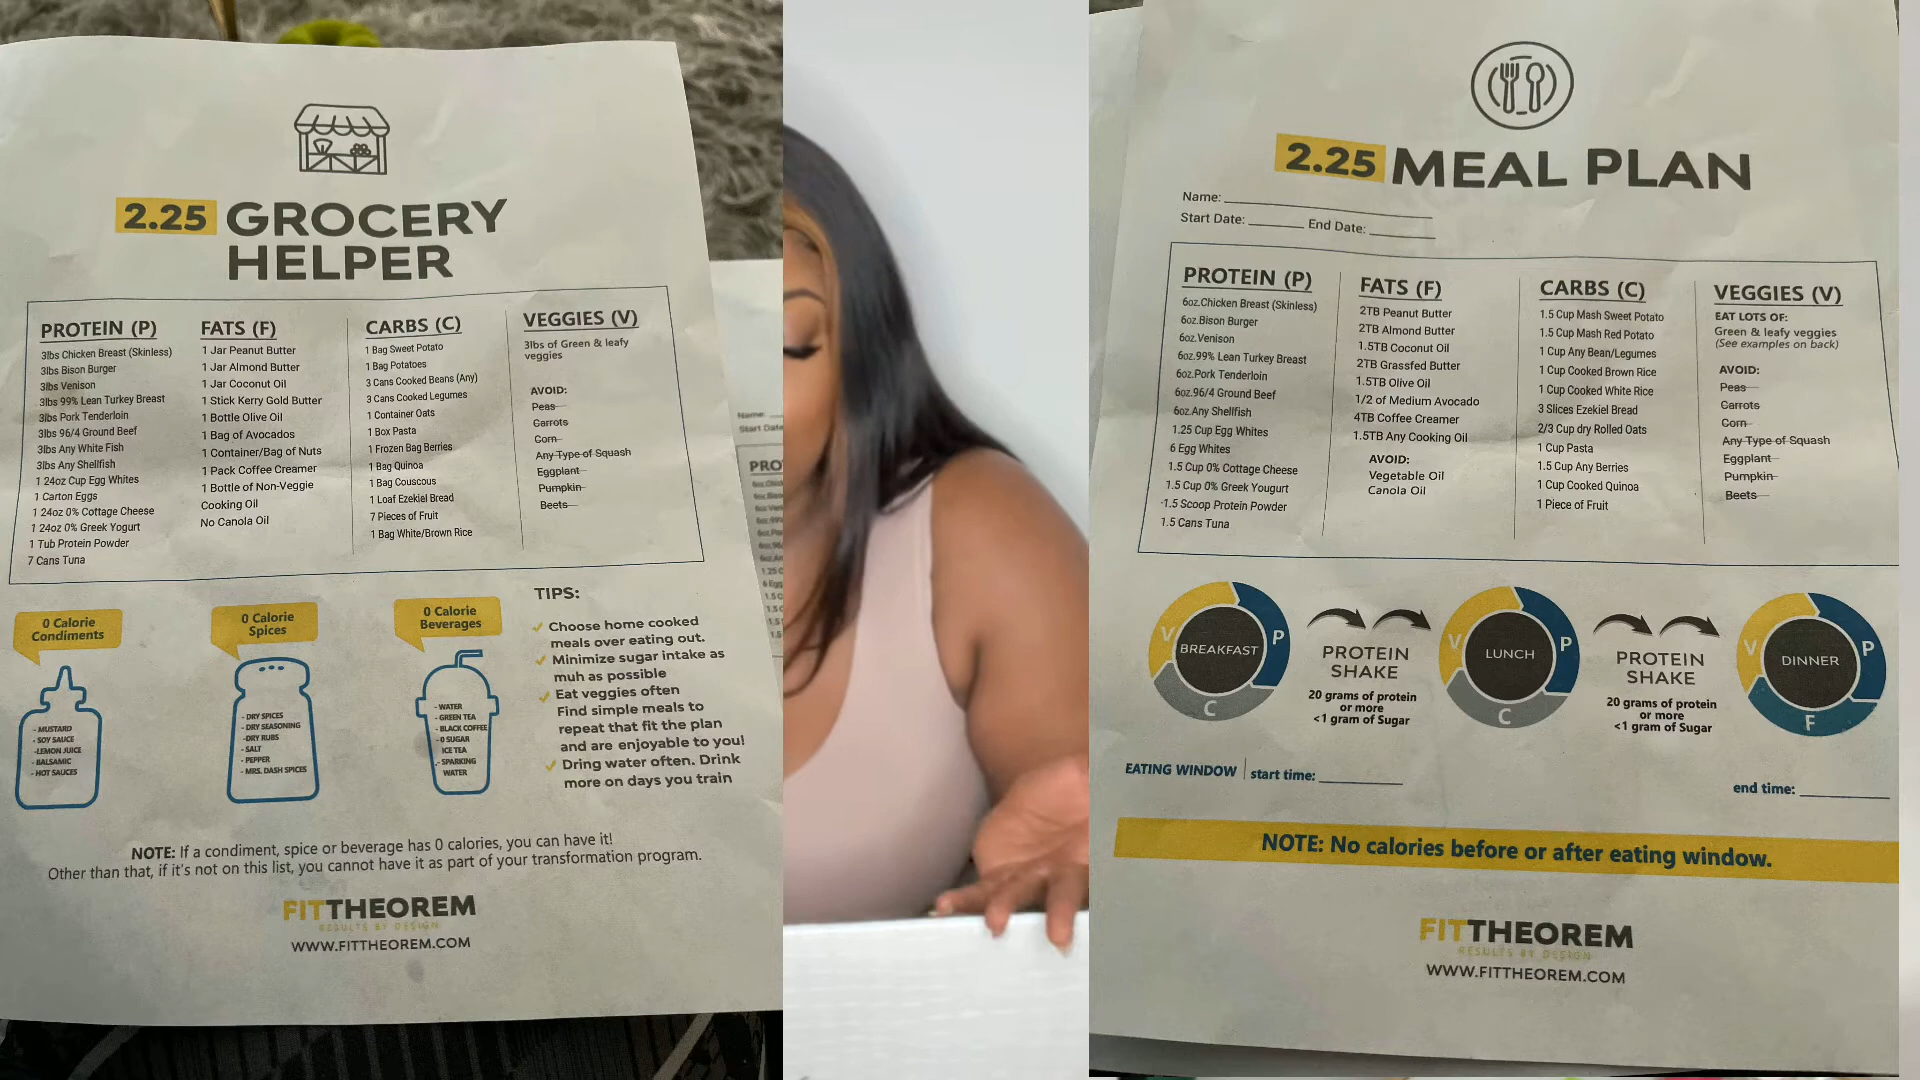 2.25 GROCERY
HELPER
PROTEIN (P)
3lbs Chicken Breast (Skinless)
3lbs Bison Burger
3lbs Venison
3lbs 99% Lean Turkey Breast
3lbs Pork Tenderloin
3lbs 96/4 Ground Beef
3lbs Any White Fish
3lbs Any Shellfish
1 24oz Cup Egg Whites
1 Carton Eggs
1 24oz 0% Cottage Cheese
1 24oz 0% Greek Yogurt
1 Tub Protein Powder
7 Cans Tuna
FATS (F)
1 Jar Peanut Butter
1 Jar Almond Butter
1 Jar Coconut Oil
1 Stick Kerry Gold Butter
1 Bottle Olive Oil
1 Bag of Avocados
1 Container/Bag of Nuts
1 Pack Coffee Creamer
1 Bottle of Non-Veggie
Cooking Oil
No Canola Oil
CARBS (C)
1 Bag Sweet Potato
1 Bag Potatoes
3 Cans Cooked Beans (Any)
3 Cans Cooked Legumes
1 Container Oats
1 Box Pasta
1 Frozen Bag Berries
1 Bag Quinoa
1 Bag Couscous
1 Loaf Ezekiel Bread
7 Pieces of Fruit
1 Bag White/Brown Rice
VEGGIES (V)
3lbs of Green & leafy
veggies
AVOID:
Peas
Carrots
Corn
Any Type of Squash
Eggplant
Pumpkin
Beets
0 Calorie
Condiments
- MUSTARD
- SOY SAUCE
-LEMON JUICE
- BALSAMIC
- HOT SAUCES
0 Calorie
Spices
- DRY SPICES
- DRY SEASONING
-DRY RUBS
- SALT
- PEPPER
- MRS. DASH SPICES
0 Calorie
Beverages
- WATER
- GREEN TEA
- BLACK COFFEE
- 0 SUGAR
ICE TEA
- SPARKING
WATER
TIPS:
Choose home cooked
meals over eating out.
Minimize sugar intake as
muh as possible
Eat veggies often
Find simple meals to
repeat that fit the plan
and are enjoyable to you!
Dring water often. Drink
more on days you train
NOTE: If a condiment, spice or beverage has 0 calories, you can have it!
Other than that, if it's not on this list, you cannot have it as part of your transformation program.
FITTHEOREM
RESULTS BY DESIGN
WWW.FITTHEOREM.COM
Name:
Start Date
PRO
2.25 MEAL PLAN
Name:
Start Date: End Date:
PROTEIN (P)
6oz.Chicken Breast (Skinless)
6oz.Bison Burger
6oz.Venison
6oz.99% Lean Turkey Breast
6oz.Pork Tenderloin
6oz.96/4 Ground Beef
6oz.Any Shellfish
1.25 Cup Egg Whites
6 Egg Whites
1.5 Cup 0% Cottage Cheese
1.5 Cup 0% Greek Yougurt
1.5 Scoop Protein Powder
1.5 Cans Tuna
FATS (F)
2TB Peanut Butter
2TB Almond Butter
1.5TB Coconut Oil
2TB Grassfed Butter
1.5TB Olive Oil
1/2 of Medium Avocado
4TB Coffee Creamer
1.5TB Any Cooking Oil
AVOID:
Vegetable Oil
Canola Oil
CARBS (C)
1.5 Cup Mash Sweet Potato
1.5 Cup Mash Red Potato
1 Cup Any Bean/Legumes
1 Cup Cooked Brown Rice
1 Cup Cooked White Rice
3 Slices Ezekiel Bread
2/3 Cup dry Rolled Oats
1 Cup Pasta
1.5 Cup Any Berries
1 Cup Cooked Quinoa
1 Piece of Fruit
VEGGIES (V)
EAT LOTS OF:
Green & leafy veggies
(See examples on back)
AVOID:
Peas
Carrots
Corn
Any Type of Squash
Eggplant
Pumpkin
Beets
V BREAKFAST P
C
PROTEIN
SHAKE
20 grams of protein
or more
<1 gram of Sugar
V LUNCH P
C
PROTEIN
SHAKE
20 grams of protein
or more
<1 gram of Sugar
V DINNER P
F
EATING WINDOW start time:
end time:
NOTE: No calories before or after eating window.
FITTHEOREM
RESULTS BY DESIGN
WWW.FITTHEOREM.COM